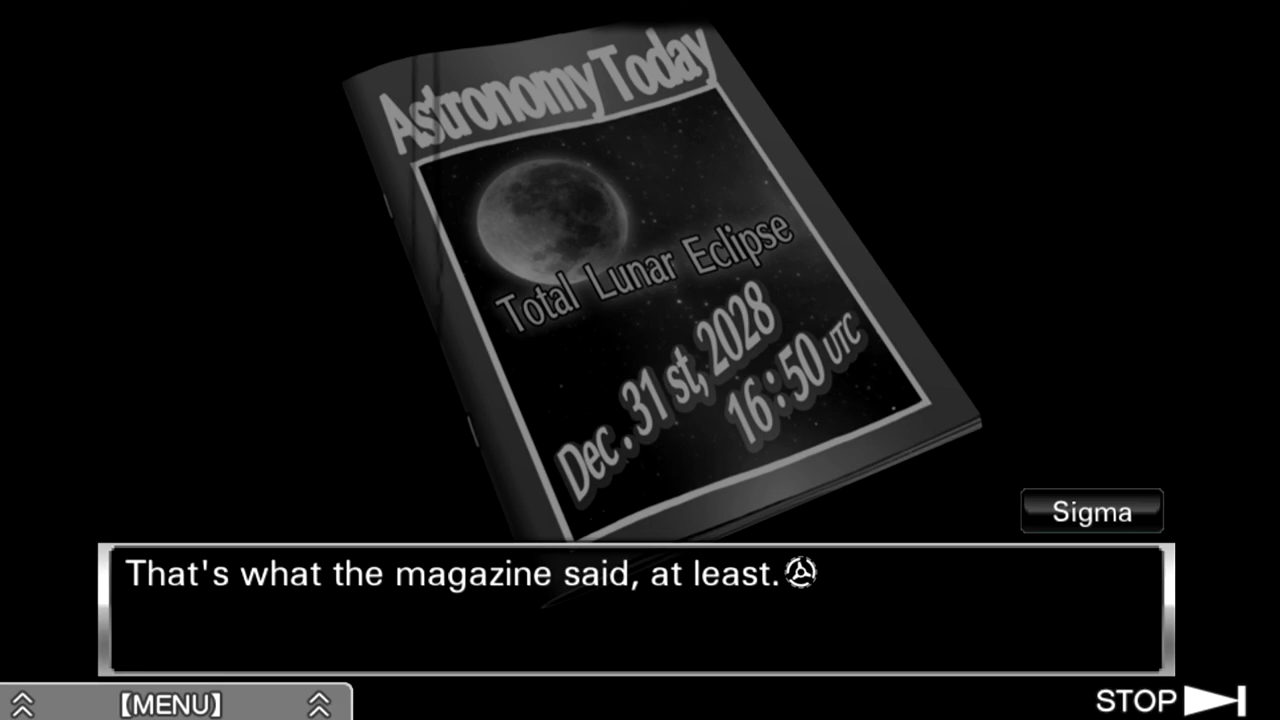 Astronomy Today
Total Lunar Eclipse
Dec. 31 st, 2028
16:50 UTC
Sigma
That's what the magazine said, at least.
【MENU】
STOP